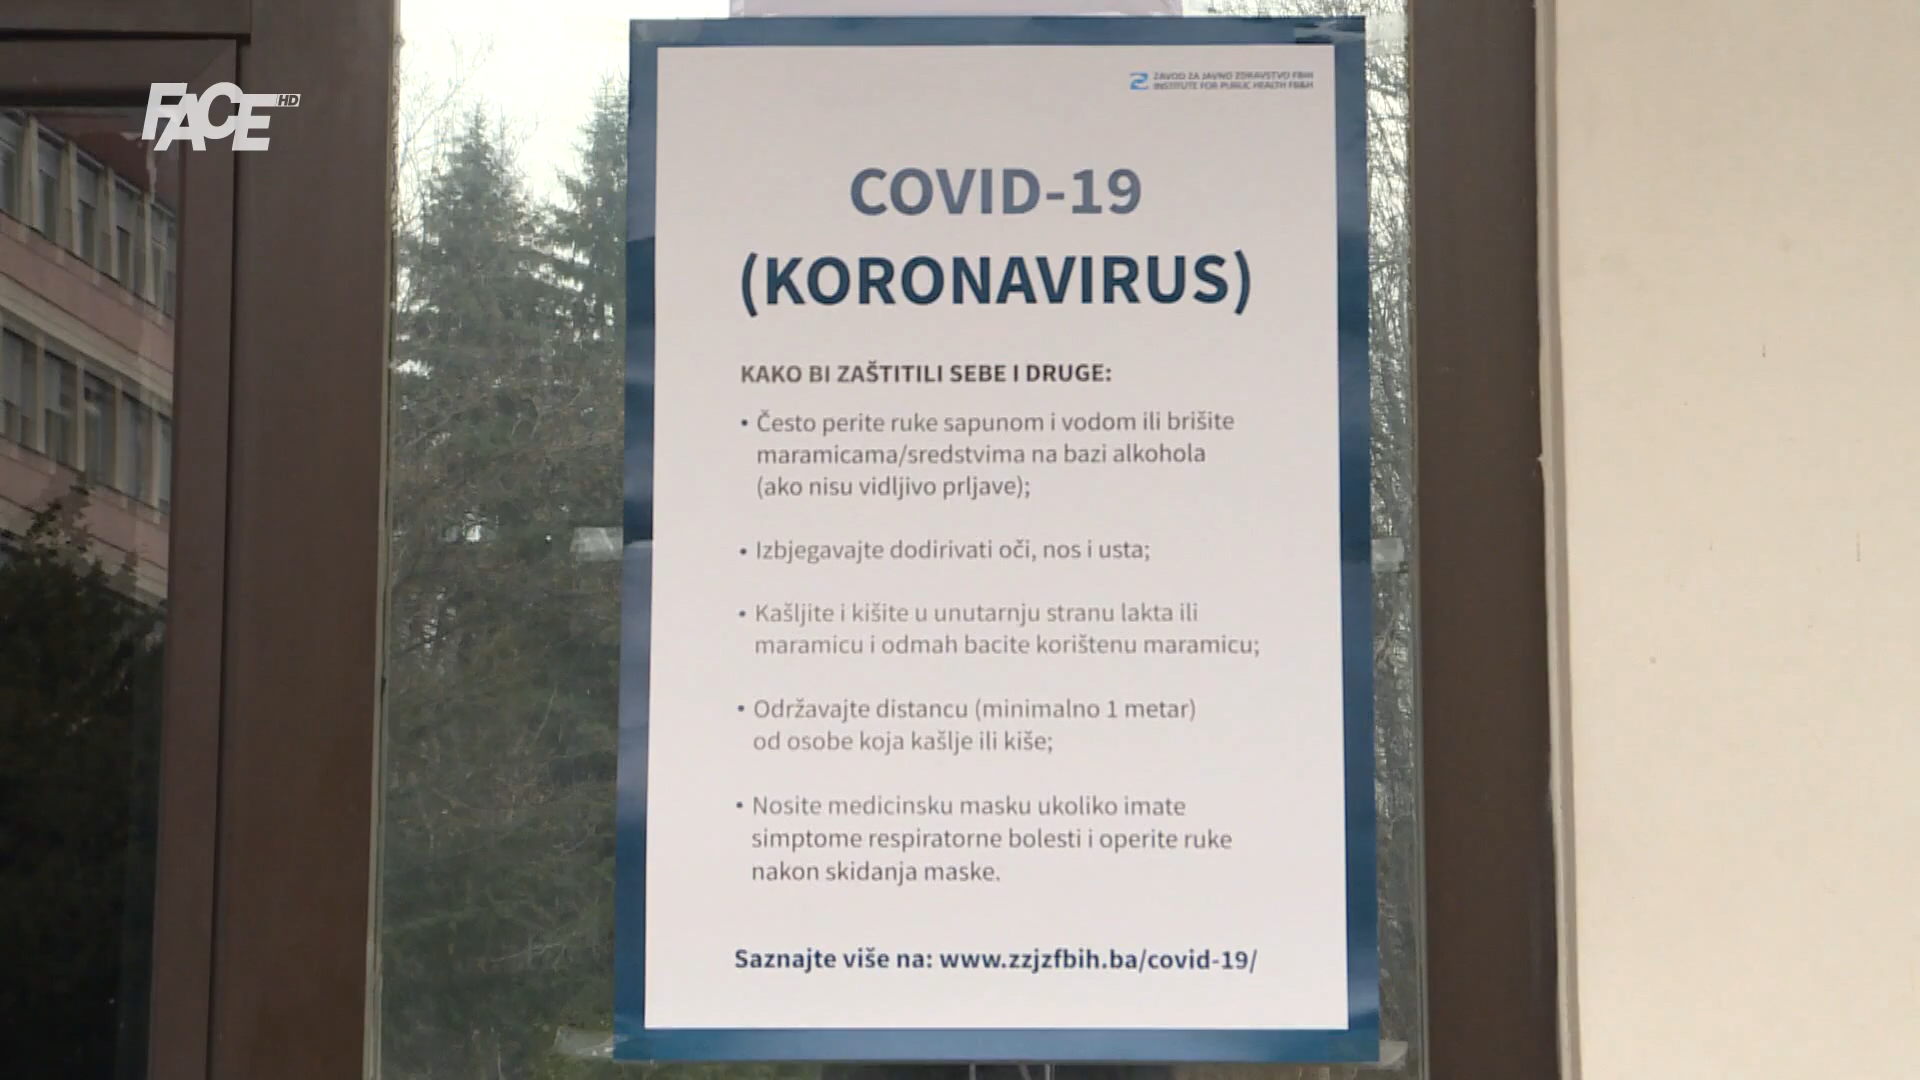 FACE HD
ZAVOD ZA JAVNO ZDRAVSTVO FBIH
INSTITUTE FOR PUBLIC HEALTH FB&H
COVID-19
(KORONAVIRUS)
KAKO BI ZAŠTITILI SEBE I DRUGE:
• Često perite ruke sapunom i vodom ili brišite
maramicama/sredstvima na bazi alkohola
(ako nisu vidljivo prljave);
• Izbjegavajte dodirivati oči, nos i usta;
• Kašljite i kišite u unutarnju stranu lakta ili
maramicu i odmah bacite korištenu maramicu;
• Održavajte distancu (minimalno 1 metar)
od osobe koja kašlje ili kiše;
• Nosite medicinsku masku ukoliko imate
simptome respiratorne bolesti i operite ruke
nakon skidanja maske.
Saznajte više na: www.zzjzfbih.ba/covid-19/